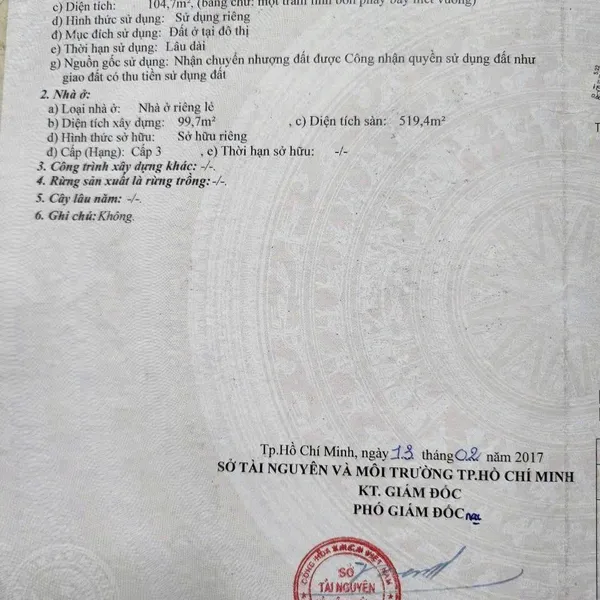 c) Diện tích: 104,7m², (bằng chữ: một trăm linh bốn phẩy bảy mét vuông)
d) Hình thức sử dụng: Sử dụng riêng
đ) Mục đích sử dụng: Đất ở tại đô thị
e) Thời hạn sử dụng: Lâu dài
g) Nguồn gốc sử dụng: Nhận chuyển nhượng đất được Công nhận quyền sử dụng đất như
giao đất có thu tiền sử dụng đất
2. Nhà ở:
a) Loại nhà ở: Nhà ở riêng lẻ
b) Diện tích xây dựng: 99,7m² , c) Diện tích sàn: 519,4m²
d) Hình thức sở hữu: Sở hữu riêng
đ) Cấp (Hạng): Cấp 3 , e) Thời hạn sở hữu: -/-
3. Công trình xây dựng khác: -/-.
4. Rừng sản xuất là rừng trồng: -/-.
5. Cây lâu năm: -/-.
6. Ghi chú: Không.
Tp.Hồ Chí Minh, ngày 13 tháng 02 năm 2017
SỞ TÀI NGUYÊN VÀ MÔI TRƯỜNG TP.HỒ CHÍ MINH
KT. GIÁM ĐỐC
PHÓ GIÁM ĐỐC
CỘNG HÒA X.H.C.N VIỆT NAM
SỞ
TÀI NGUYÊN